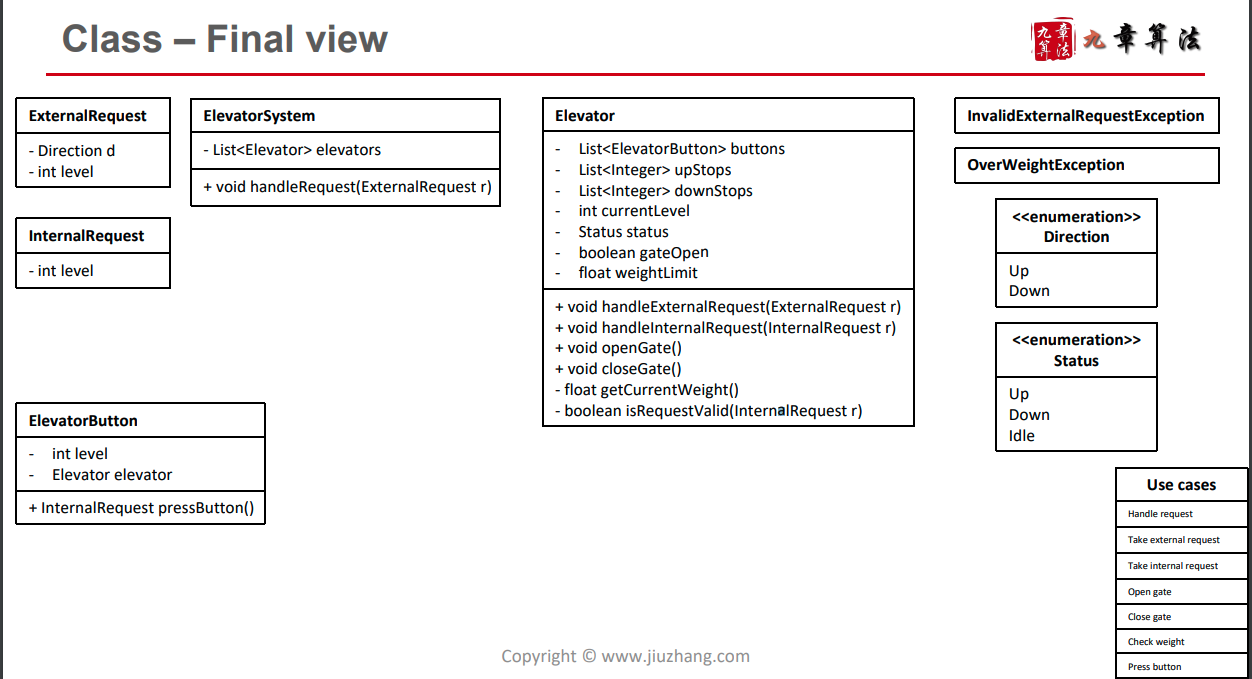 Class – Final view
九章算法
九章算法
ExternalRequest
- Direction d
- int level
ElevatorSystem
- List<Elevator> elevators
+ void handleRequest(ExternalRequest r)
InternalRequest
- int level
ElevatorButton
- int level
- Elevator elevator
+ InternalRequest pressButton()
Elevator
- List<ElevatorButton> buttons
- List<Integer> upStops
- List<Integer> downStops
- int currentLevel
- Status status
- boolean gateOpen
- float weightLimit
+ void handleExternalRequest(ExternalRequest r)
+ void handleInternalRequest(InternalRequest r)
+ void openGate()
+ void closeGate()
- float getCurrentWeight()
- boolean isRequestValid(InternalRequest r)
InvalidExternalRequestException
OverWeightException
<<enumeration>>
Direction
Up
Down
<<enumeration>>
Status
Up
Down
Idle
Use cases
Handle request
Take external request
Take internal request
Open gate
Close gate
Check weight
Press button
Copyright © www.jiuzhang.com